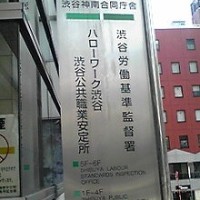 渋谷神南合同庁舎
渋谷労働基準監督署
ハローワーク渋谷
渋谷公共職業安定所
5F-6F
SHIBUYA LABOUR
STANDARDS INSPECTION
OFFICE
1F-4F